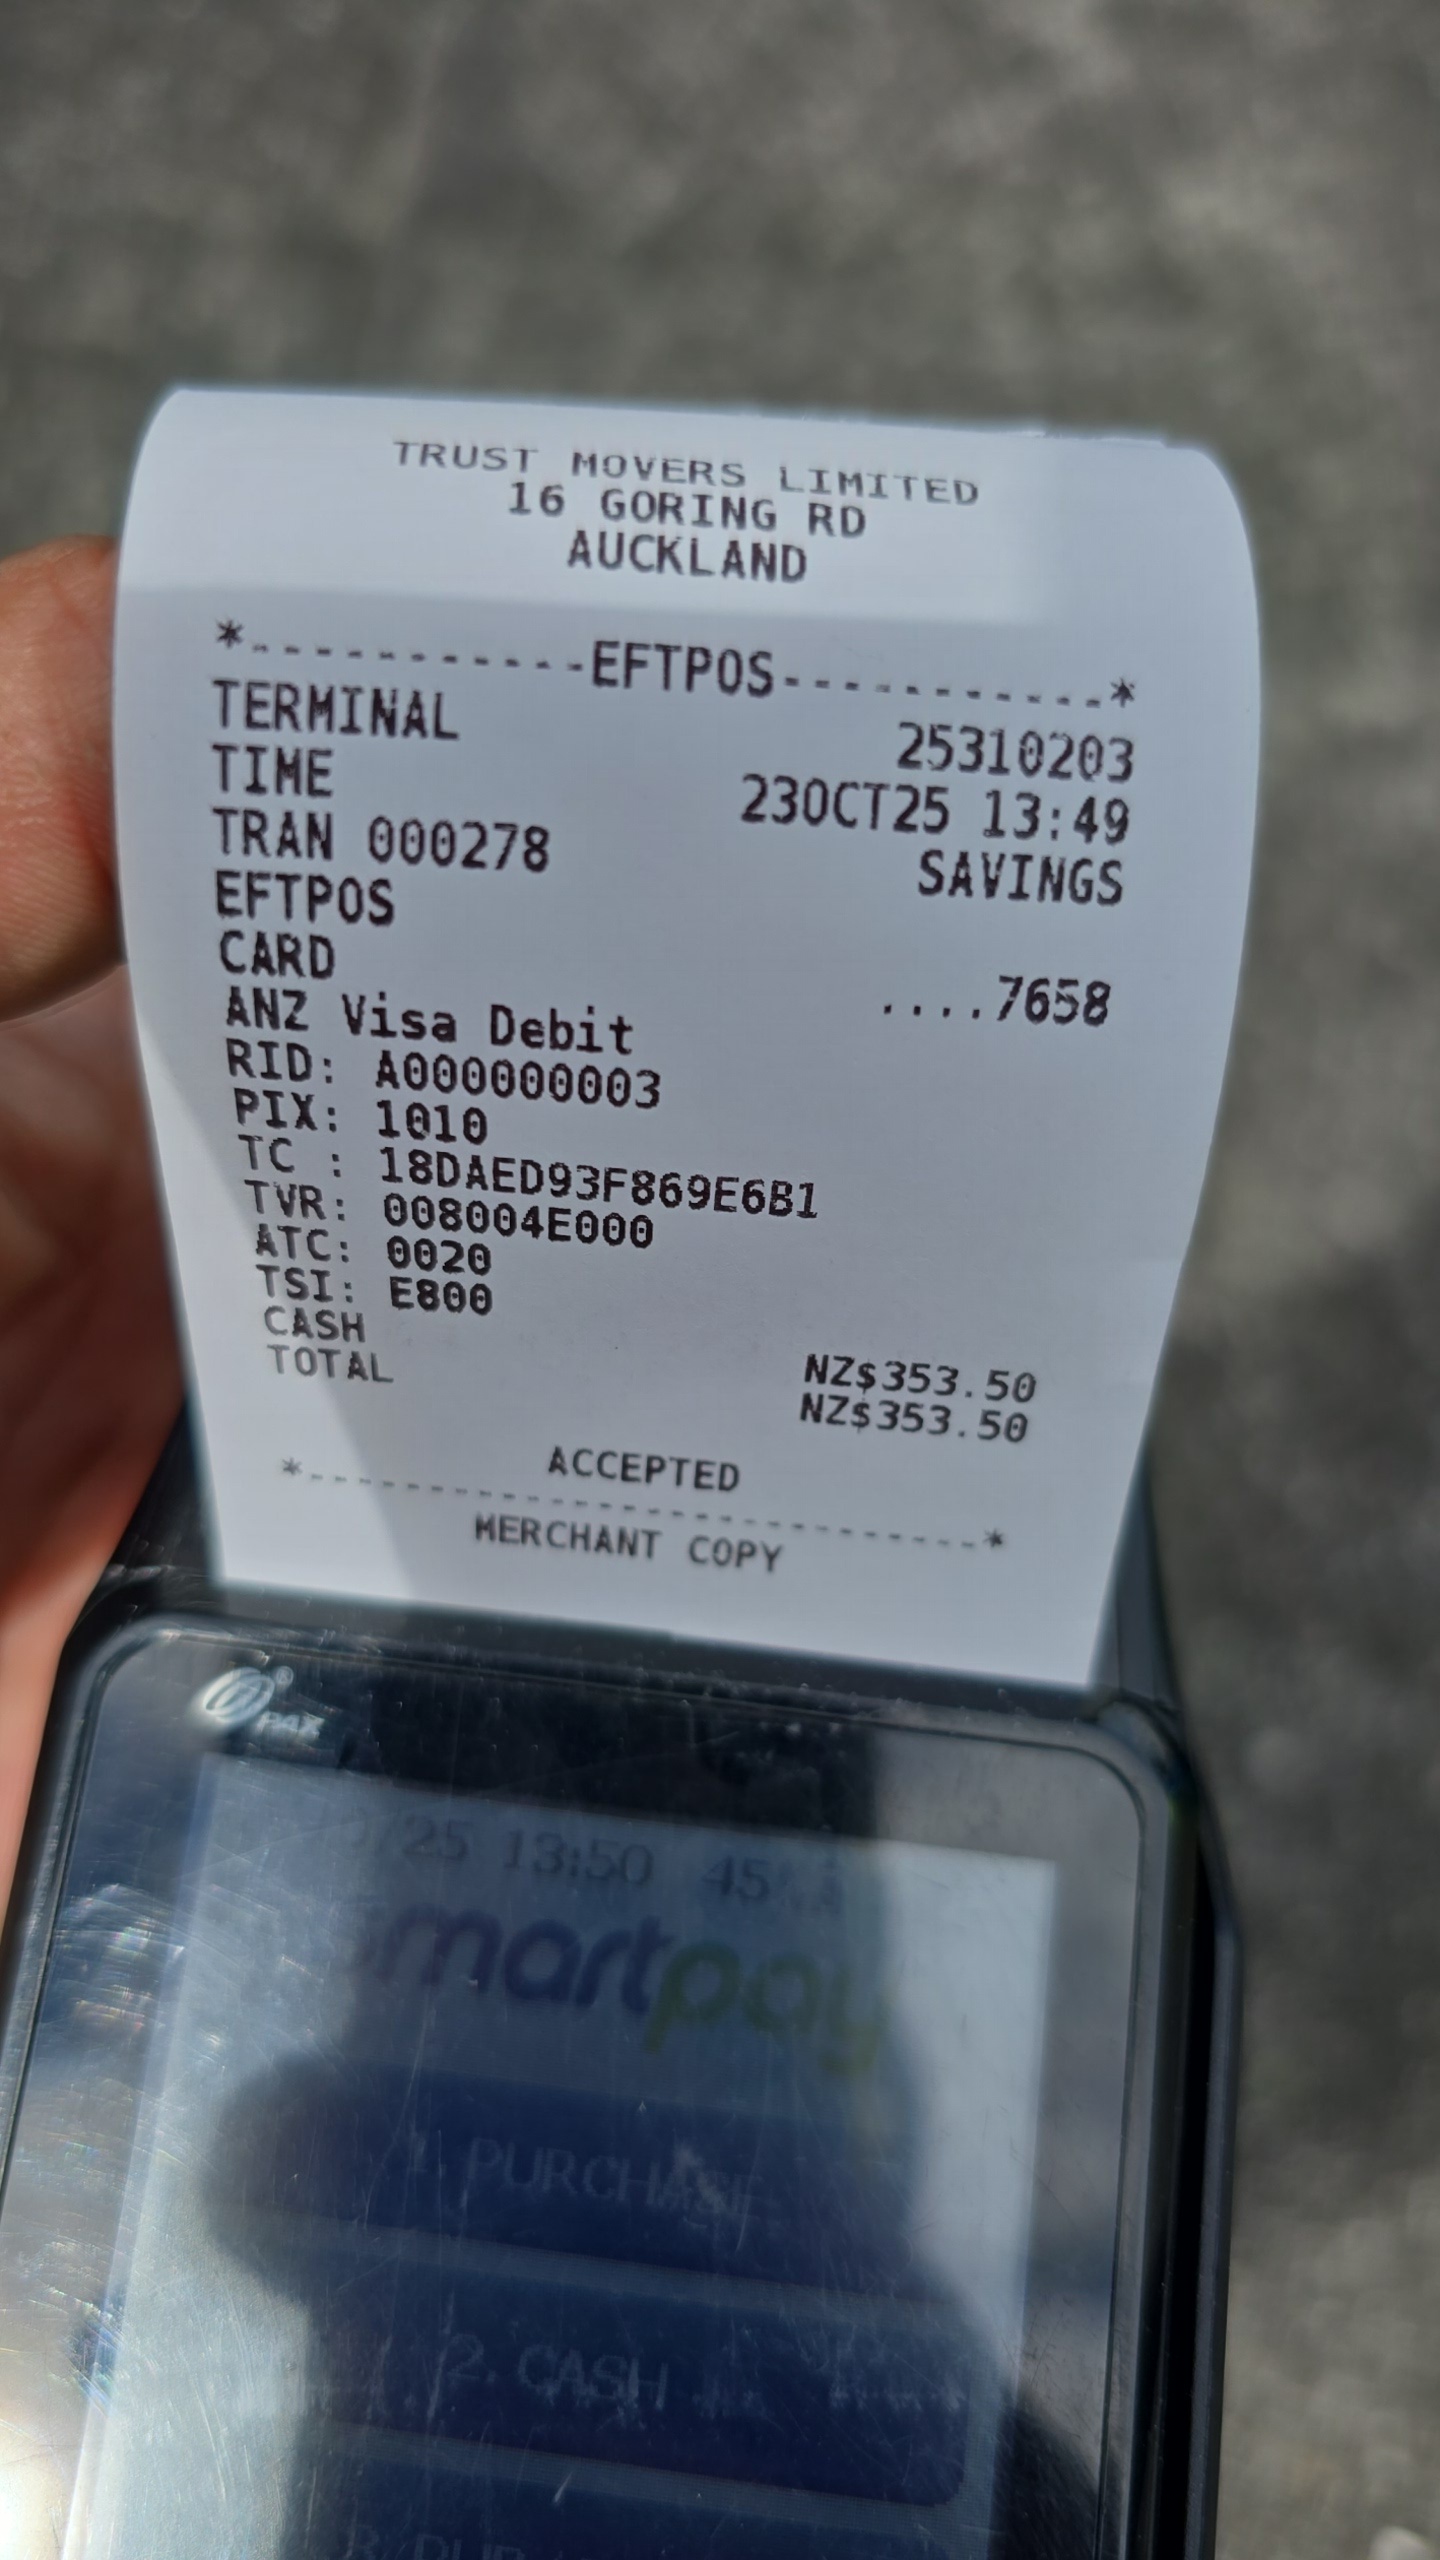 TRUST MOVERS LIMITED
16 GORING RD
AUCKLAND
*-----------EFTPOS-----------*
TERMINAL 25310203
TIME 23OCT25 13:49
TRAN 000278 SAVINGS
EFTPOS
CARD ....7658
ANZ Visa Debit
RID: A000000003
PIX: 1010
TC : 18DAED93F869E6B1
TVR: 008004E000
ATC: 0020
TSI: E800
CASH NZ$353.50
TOTAL NZ$353.50
ACCEPTED
*----------------------------*
MERCHANT COPY
PAX
/25 13:50 45
smartpay
1. PURCHASE
2. CASH